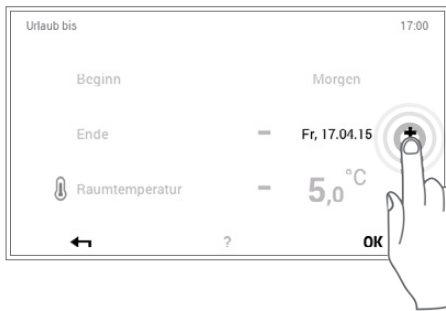 Urlaub bis 17:00
Beginn Morgen
Ende − Fr, 17.04.15 +
Raumtemperatur − 5,0 °C
? OK